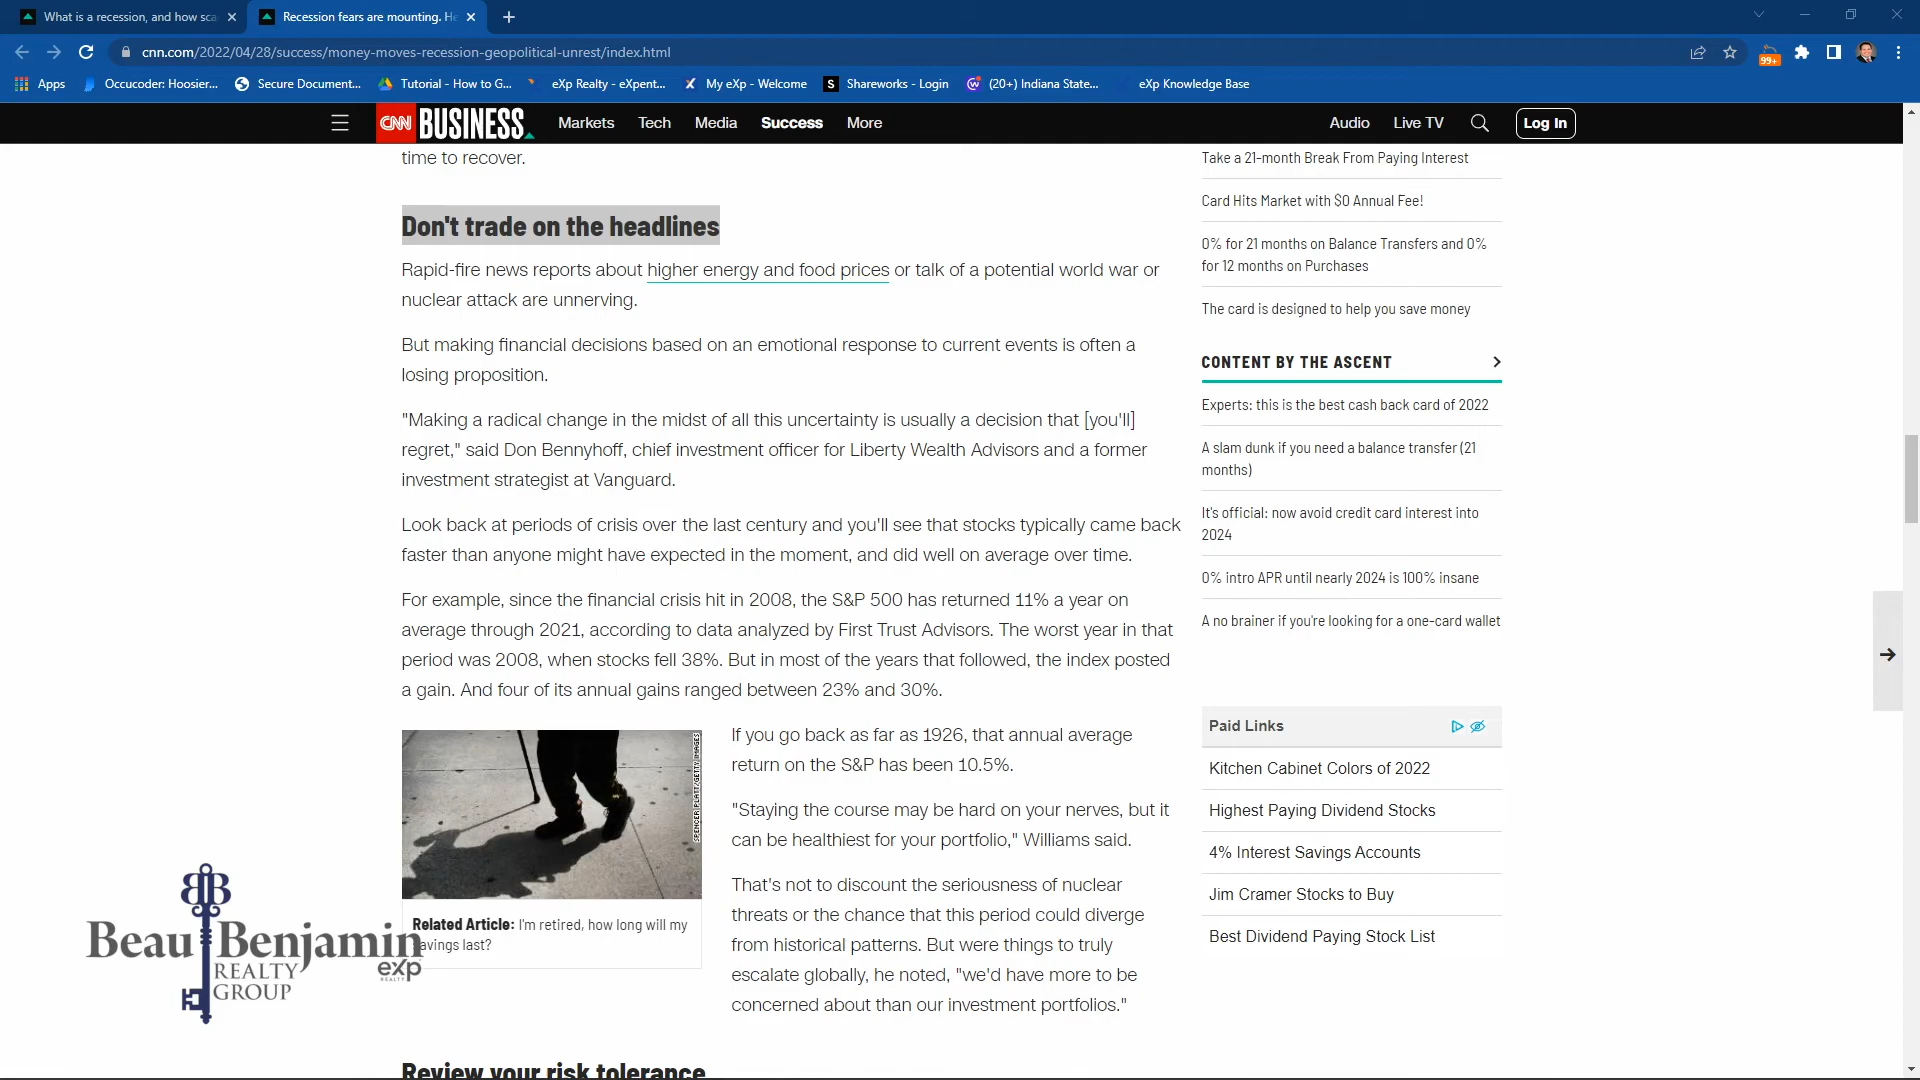 What is a recession, and how sca
Recession fears are mounting. He
cnn.com/2022/04/28/success/money-moves-recession-geopolitical-unrest/index.html
99+
Apps
Occucoder: Hoosier...
Secure Document...
Tutorial - How to G...
eXp Realty - eXpent...
X My eXp - Welcome
S Shareworks - Login
(20+) Indiana State...
eXp Knowledge Base
CNN BUSINESS
Markets
Tech
Media
Success
More
Audio
Live TV
Log In
time to recover.
Don't trade on the headlines
Rapid-fire news reports about higher energy and food prices or talk of a potential world war or
nuclear attack are unnerving.
But making financial decisions based on an emotional response to current events is often a
losing proposition.
"Making a radical change in the midst of all this uncertainty is usually a decision that [you'll]
regret," said Don Bennyhoff, chief investment officer for Liberty Wealth Advisors and a former
investment strategist at Vanguard.
Look back at periods of crisis over the last century and you'll see that stocks typically came back
faster than anyone might have expected in the moment, and did well on average over time.
For example, since the financial crisis hit in 2008, the S&P 500 has returned 11% a year on
average through 2021, according to data analyzed by First Trust Advisors. The worst year in that
period was 2008, when stocks fell 38%. But in most of the years that followed, the index posted
a gain. And four of its annual gains ranged between 23% and 30%.
SPENCER PLATT/GETTY IMAGES
Related Article: I'm retired, how long will my
savings last?
If you go back as far as 1926, that annual average
return on the S&P has been 10.5%.
"Staying the course may be hard on your nerves, but it
can be healthiest for your portfolio," Williams said.
That's not to discount the seriousness of nuclear
threats or the chance that this period could diverge
from historical patterns. But were things to truly
escalate globally, he noted, "we'd have more to be
concerned about than our investment portfolios."
Review your risk tolerance
Take a 21-month Break From Paying Interest
Card Hits Market with $0 Annual Fee!
0% for 21 months on Balance Transfers and 0%
for 12 months on Purchases
The card is designed to help you save money
CONTENT BY THE ASCENT
Experts: this is the best cash back card of 2022
A slam dunk if you need a balance transfer (21
months)
It's official: now avoid credit card interest into
2024
0% intro APR until nearly 2024 is 100% insane
A no brainer if you're looking for a one-card wallet
Paid Links
Kitchen Cabinet Colors of 2022
Highest Paying Dividend Stocks
4% Interest Savings Accounts
Jim Cramer Stocks to Buy
Best Dividend Paying Stock List
BB
Beau Benjamin
REALTY
GROUP
eXp
REALTY